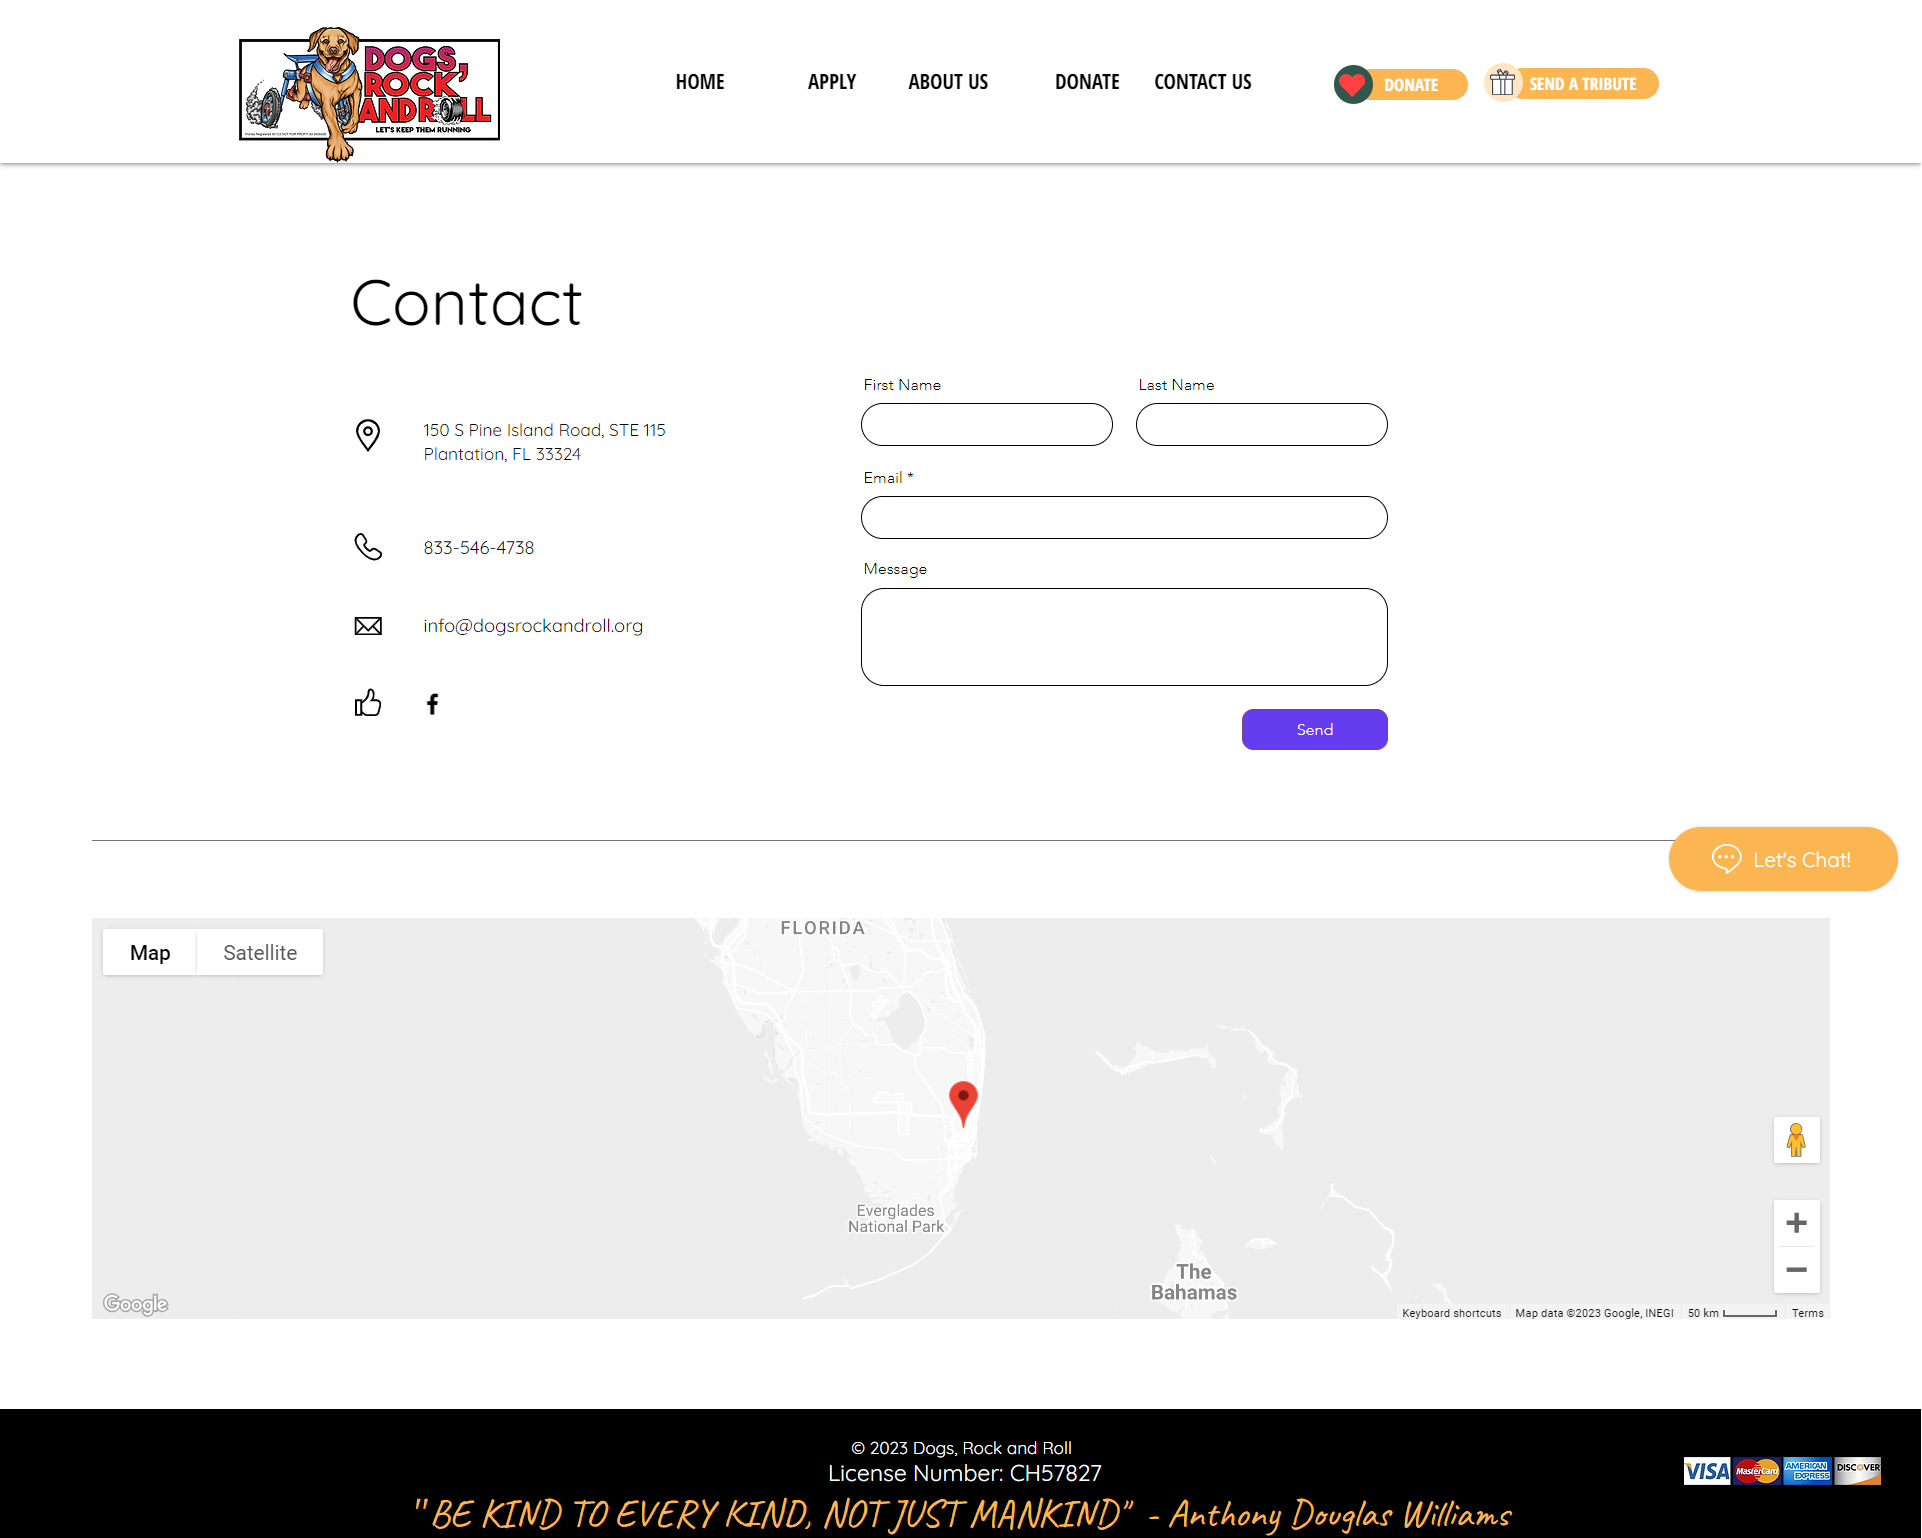 DOGS,
ROCK
AND ROLL
LET'S KEEP THEM RUNNING
HOME
APPLY
ABOUT US
DONATE
CONTACT US
DONATE
SEND A TRIBUTE
Contact
150 S Pine Island Road, STE 115
Plantation, FL 33324
833-546-4738
info@dogsrockandroll.org
First Name
Last Name
Email *
Message
Send
Let's Chat!
Map
Satellite
FLORIDA
Everglades
National Park
The
Bahamas
Google
Keyboard shortcuts
Map data ©2023 Google, INEGI
50 km
Terms
© 2023 Dogs, Rock and Roll
License Number: CH57827
"BE KIND TO EVERY KIND, NOT JUST MANKIND" - Anthony Douglas Williams
VISA
MasterCard
AMERICAN EXPRESS
DISCOVER